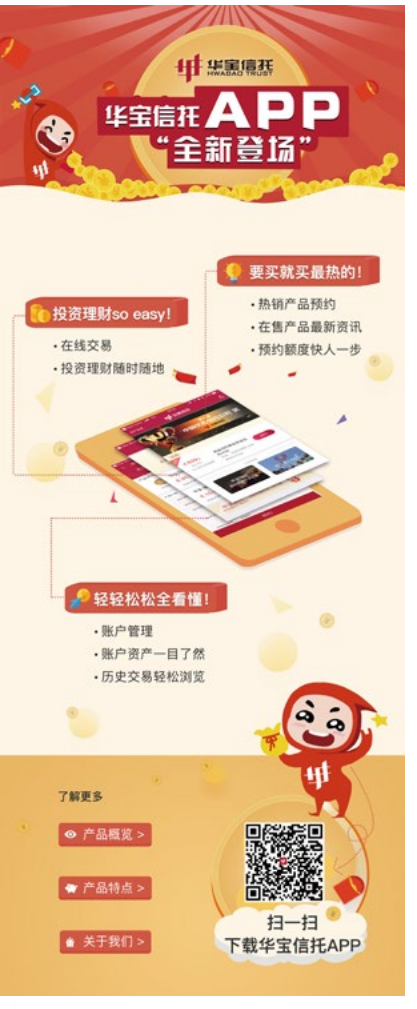 华宝信托
HWABAO TRUST
华宝信托APP
“全新登场”
要买就买最热的!
• 热销产品预约
• 在售产品最新资讯
• 预约额度快人一步
投资理财so easy!
• 在线交易
• 投资理财随时随地
轻轻松松全看懂!
• 账户管理
• 账户资产一目了然
• 历史交易轻松浏览
了解更多
产品概览 >
产品特点 >
关于我们 >
扫一扫
下载华宝信托APP